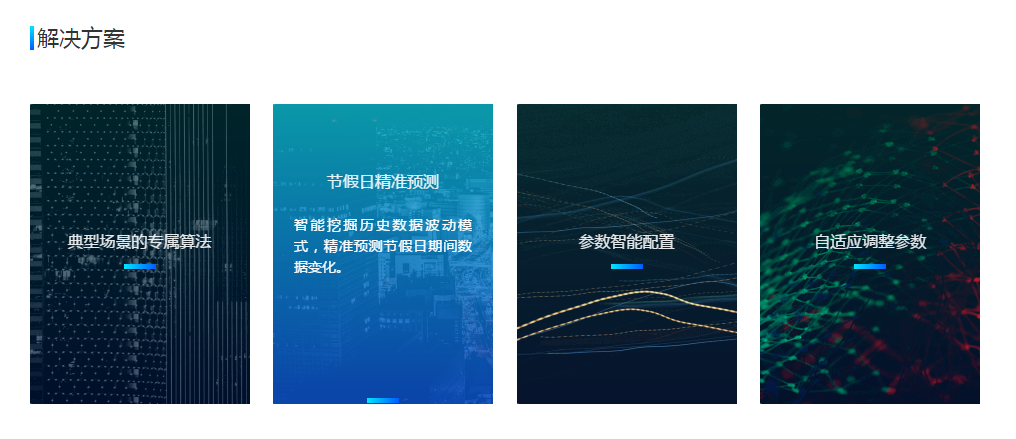 解决方案
典型场景的专属算法
节假日精准预测
智能挖掘历史数据波动模
式，精准预测节假日期间数
据变化。
参数智能配置
自适应调整参数